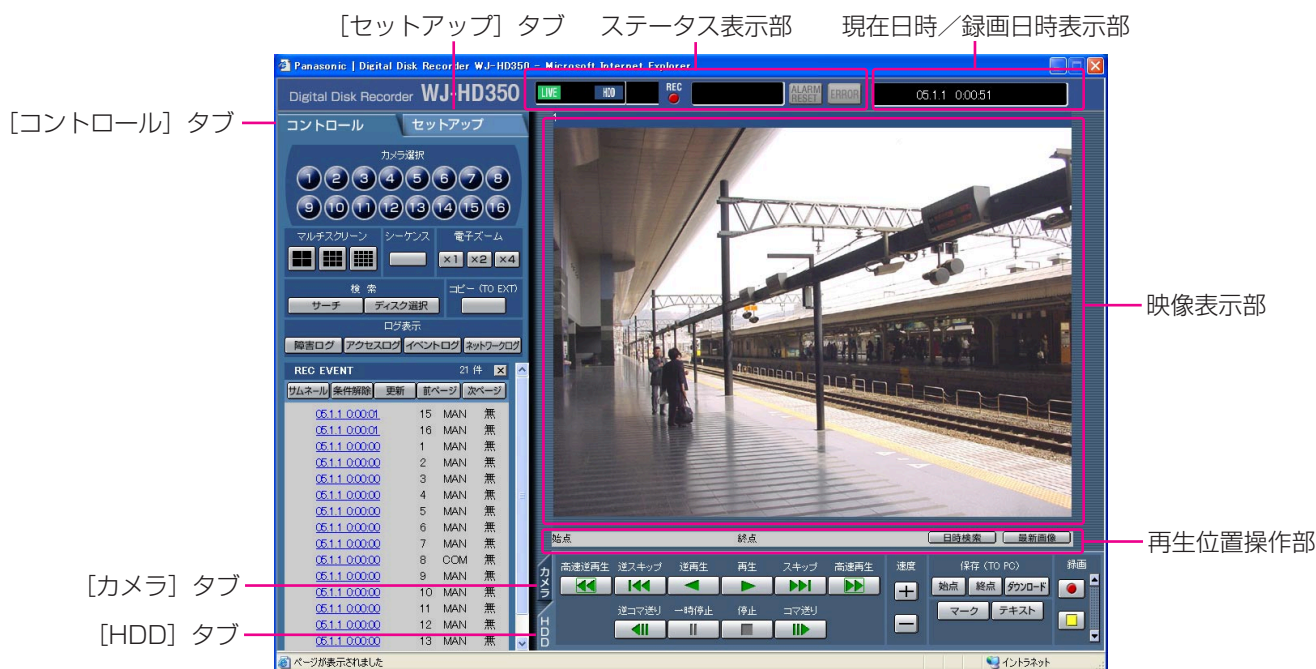 ［セットアップ］タブ
ステータス表示部
現在日時／録画日時表示部
Panasonic | Digital Disk Recorder WJ-HD350 - Microsoft Internet Explorer
Digital Disk Recorder WJ-HD350
LIVE HDD REC ALARM RESET ERROR
05.1.1 0:00:51
［コントロール］タブ
コントロール
セットアップ
1
カメラ選択
1 2 3 4 5 6 7 8
9 10 11 12 13 14 15 16
マルチスクリーン シーケンス 電子ズーム
×1 ×2 ×4
検 索 コピー (TO EXT)
サーチ ディスク選択
ログ表示
障害ログ アクセスログ イベントログ ネットワークログ
REC EVENT 21 件 X
サムネール 条件解除 更新 前ページ 次ページ
05.1.1 0:00:01 15 MAN 無
05.1.1 0:00:01 16 MAN 無
05.1.1 0:00:00 1 MAN 無
05.1.1 0:00:00 2 MAN 無
05.1.1 0:00:00 3 MAN 無
05.1.1 0:00:00 4 MAN 無
05.1.1 0:00:00 5 MAN 無
05.1.1 0:00:00 6 MAN 無
05.1.1 0:00:00 7 MAN 無
05.1.1 0:00:00 8 COM 無
05.1.1 0:00:00 9 MAN 無
05.1.1 0:00:00 10 MAN 無
05.1.1 0:00:00 11 MAN 無
05.1.1 0:00:00 12 MAN 無
05.1.1 0:00:00 13 MAN 無
映像表示部
始点 終点 日時検索 最新画像
再生位置操作部
［カメラ］タブ
［HDD］タブ
カメラ
HDD
高速逆再生 逆スキップ 逆再生 再生 スキップ 高速再生 速度 保存 (TO PC) 録画
始点 終点 ダウンロード
逆コマ送り 一時停止 停止 コマ送り
マーク テキスト
ページが表示されました
イントラネット